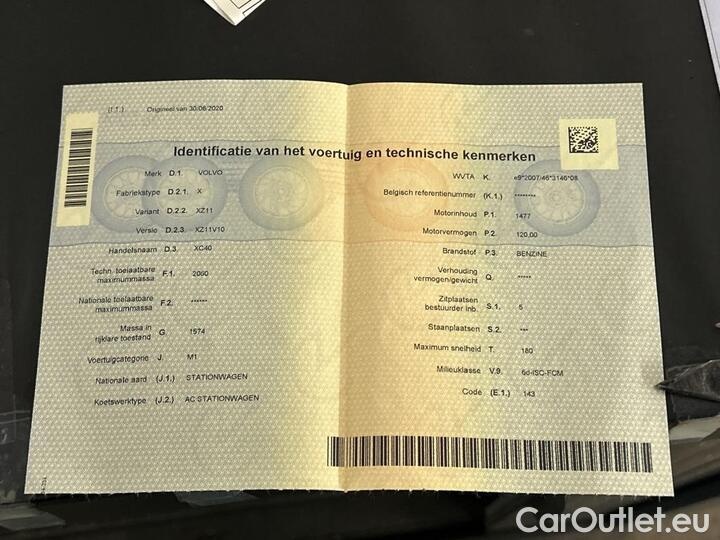 (I.1.) Origineel van 30/06/2020
Identificatie van het voertuig en technische kenmerken
Merk D.1. VOLVO
Fabriekstype D.2.1. X
Variant D.2.2. XZ11
Versie D.2.3. XZ11V10
Handelsnaam D.3. XC40
Techn. toelaatbare
maximummassa F.1. 2060
Nationale toelaatbare
maximummassa F.2. ******
Massa in
rijklare toestand G. 1574
Voertuigcategorie J. M1
Nationale aard (J.1.) STATIONWAGEN
Koetswerktype (J.2.) AC STATIONWAGEN
WVTA K. e9*2007/46*3146*08
Belgisch referentienummer (K.1.) ********
Motorinhoud P.1. 1477
Motorvermogen P.2. 120,00
Brandstof P.3. BENZINE
Verhouding
vermogen/gewicht Q. *****
Zitplaatsen
bestuurder inb. S.1. 5
Staanplaatsen S.2. ***
Maximum snelheid T. 180
Milieuklasse V.9. 6d-ISC-FCM
Code (E.1.) 143
CarOutlet.eu